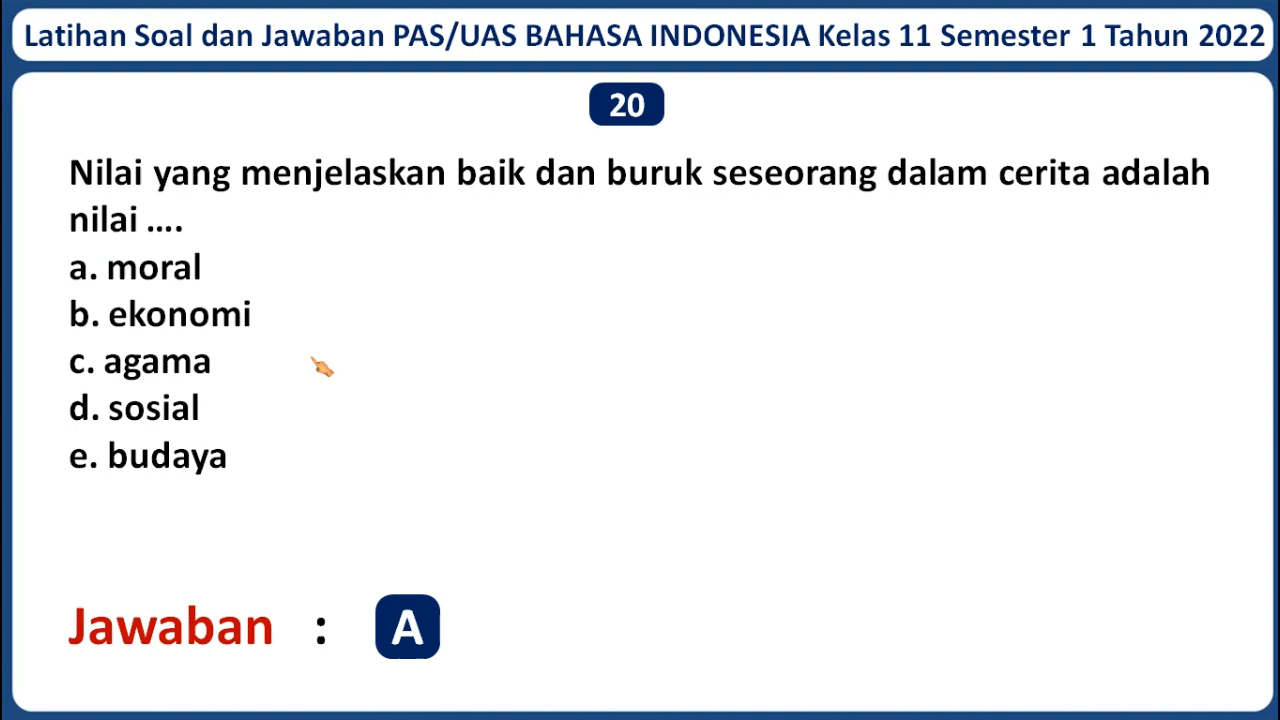 Latihan Soal dan Jawaban PAS/UAS BAHASA INDONESIA Kelas 11 Semester 1 Tahun 2022
20
Nilai yang menjelaskan baik dan buruk seseorang dalam cerita adalah
nilai ....
a. moral
b. ekonomi
c. agama
d. sosial
e. budaya
Jawaban : A